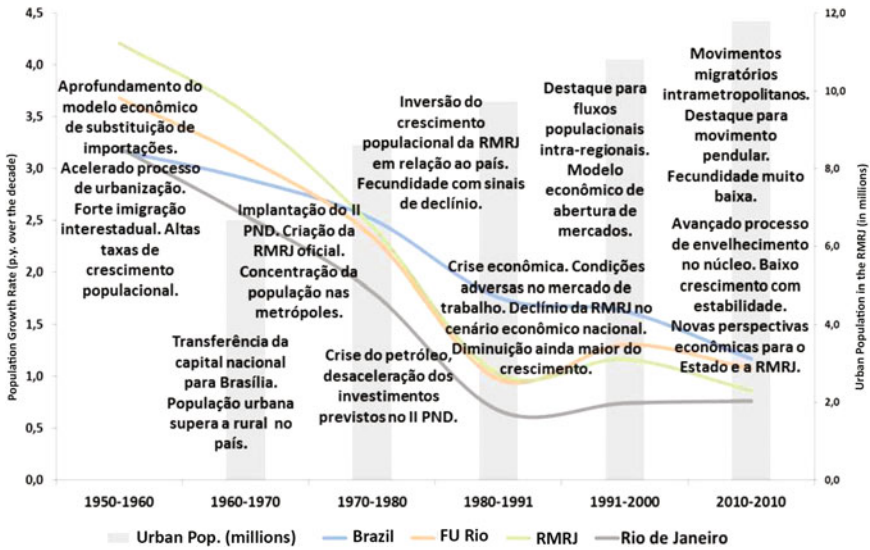 4,5
4,0
3,5
3,0
2,5
2,0
1,5
1,0
0,5
0,0
Population Growth Rate (p.y. over the decade)
12,0
10,0
8,0
6,0
4,0
2,0
0,0
Urban Population in the RMRJ (in millions)
Aprofundamento do
modelo econômico
de substituição de
importações.
Acelerado processo
de urbanização.
Forte imigração
interestadual. Altas
taxas de
crescimento
populacional.
Transferência da
capital nacional
para Brasília.
População urbana
supera a rural no
país.
Implantação do II
PND. Criação da
RMRJ oficial.
Concentração da
população nas
metrópoles.
Crise do petróleo,
desaceleração dos
investimentos
previstos no II PND.
Inversão do
crescimento
populacional da RMRJ
em relação ao país.
Fecundidade com sinais
de declínio.
Crise econômica. Condições
adversas no mercado de
trabalho. Declínio da RMRJ no
cenário econômico nacional.
Diminuição ainda maior do
crescimento.
Destaque para
fluxos
populacionais
intra-regionais.
Modelo
econômico de
abertura de
mercados.
Movimentos
migratórios
intrametropolitanos.
Destaque para
movimento
pendular.
Fecundidade muito
baixa.
Avançado processo
de envelhecimento
no núcleo. Baixo
crescimento com
estabilidade.
Novas perspectivas
econômicas para o
Estado e a RMRJ.
1950-1960 1960-1970 1970-1980 1980-1991 1991-2000 2010-2010
Urban Pop. (millions) Brazil FU Rio RMRJ Rio de Janeiro